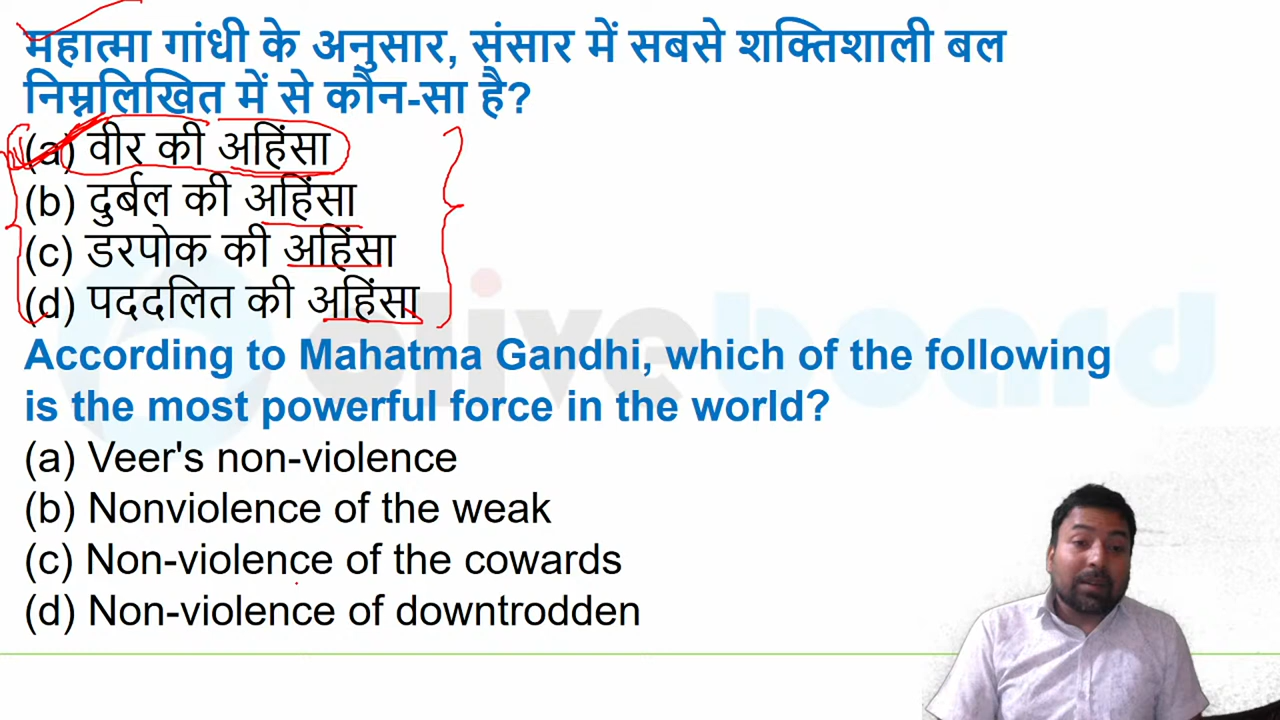 महात्मा गांधी के अनुसार, संसार में सबसे शक्तिशाली बल
निम्नलिखित में से कौन-सा है?
(a) वीर की अहिंसा
(b) दुर्बल की अहिंसा
(c) डरपोक की अहिंसा
(d) पददलित की अहिंसा
According to Mahatma Gandhi, which of the following
is the most powerful force in the world?
(a) Veer's non-violence
(b) Nonviolence of the weak
(c) Non-violence of the cowards
(d) Non-violence of downtrodden
oliveboard